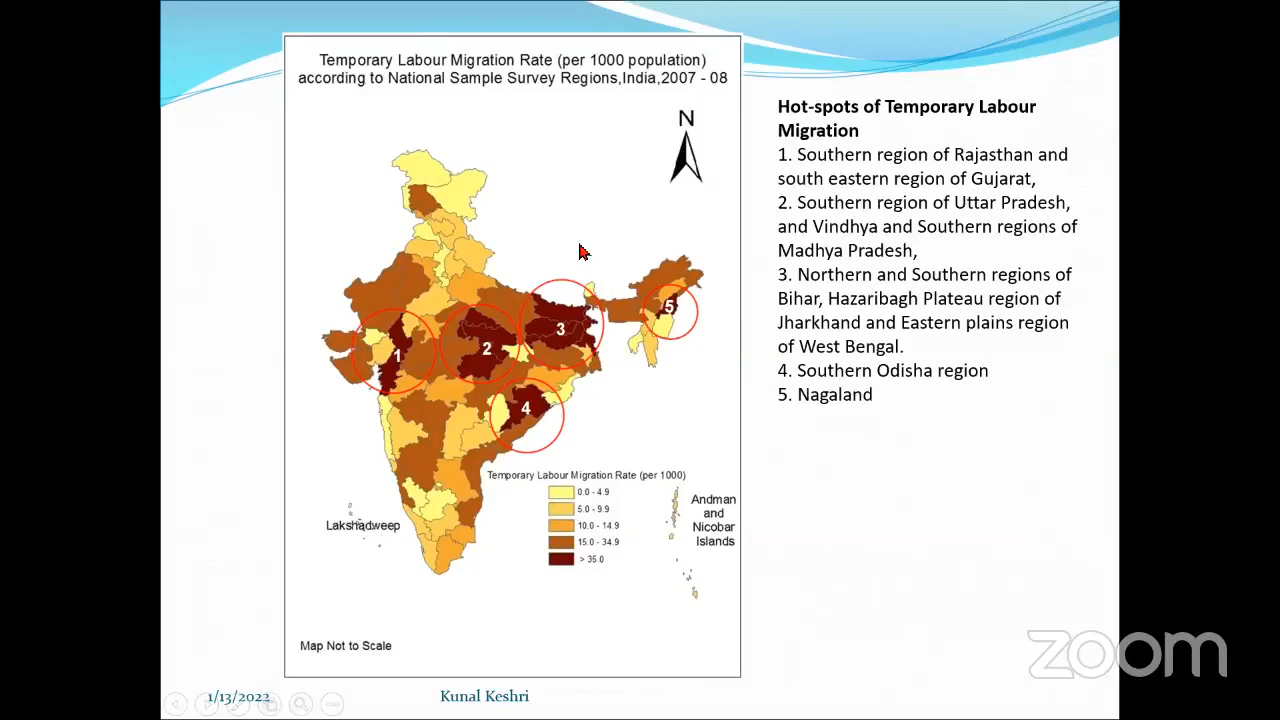 Temporary Labour Migration Rate (per 1000 population)
according to National Sample Survey Regions,India,2007 - 08
N
Hot-spots of Temporary Labour
Migration
1. Southern region of Rajasthan and
south eastern region of Gujarat,
2. Southern region of Uttar Pradesh,
and Vindhya and Southern regions of
Madhya Pradesh,
3. Northern and Southern regions of
Bihar, Hazaribagh Plateau region of
Jharkhand and Eastern plains region
of West Bengal.
4. Southern Odisha region
5. Nagaland
5
3
2
1
4
Temporary Labour Migration Rate (per 1000)
0.0 - 4.9
5.0 - 9.9
10.0 - 14.9
15.0 - 34.9
> 35.0
Lakshadweep
Andman
and
Nicobar
Islands
Map Not to Scale
zoom
1/13/2022
Kunal Keshri